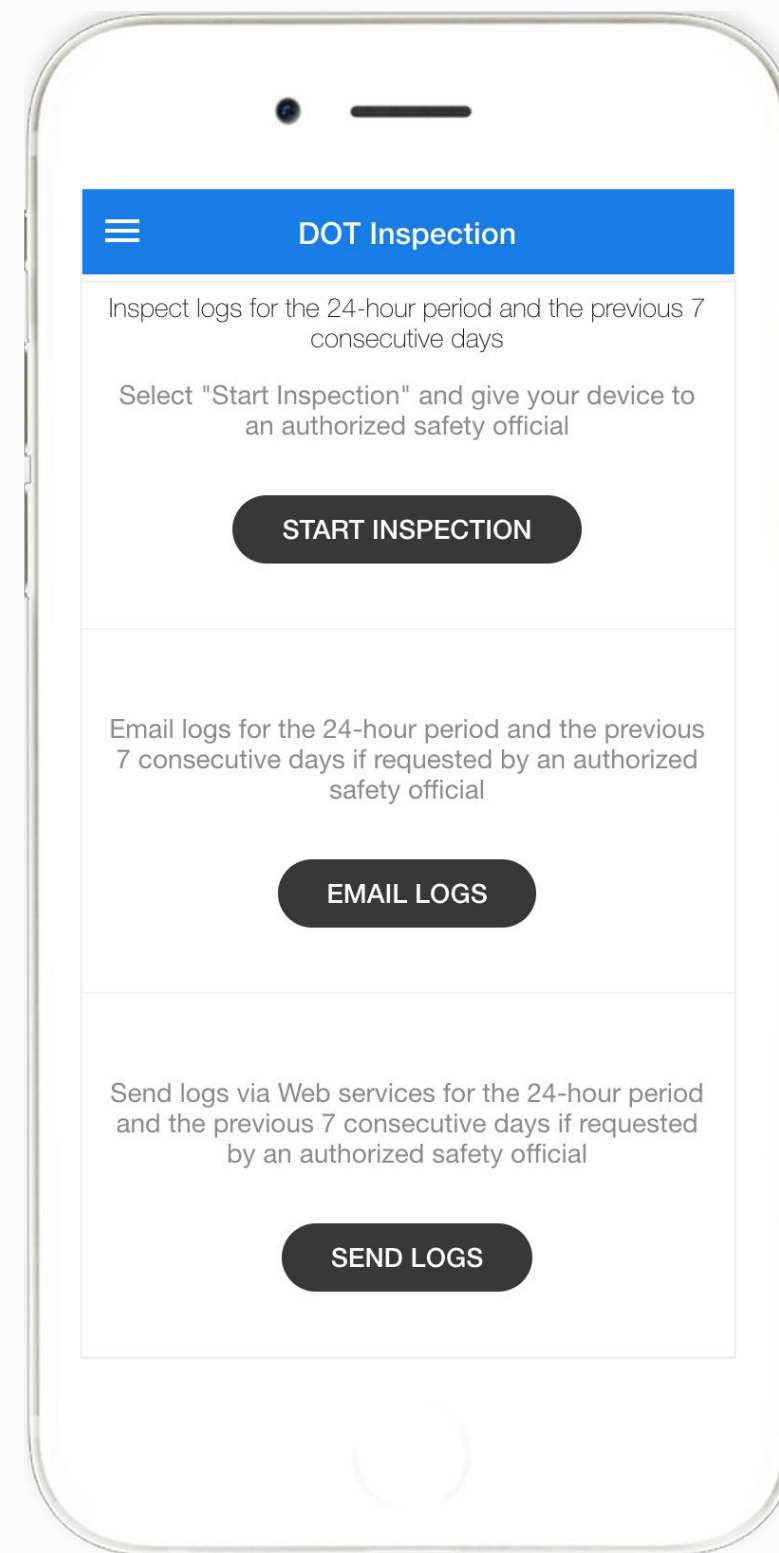 DOT Inspection
Inspect logs for the 24-hour period and the previous 7
consecutive days
Select "Start Inspection" and give your device to
an authorized safety official
START INSPECTION
Email logs for the 24-hour period and the previous
7 consecutive days if requested by an authorized
safety official
EMAIL LOGS
Send logs via Web services for the 24-hour period
and the previous 7 consecutive days if requested
by an authorized safety official
SEND LOGS